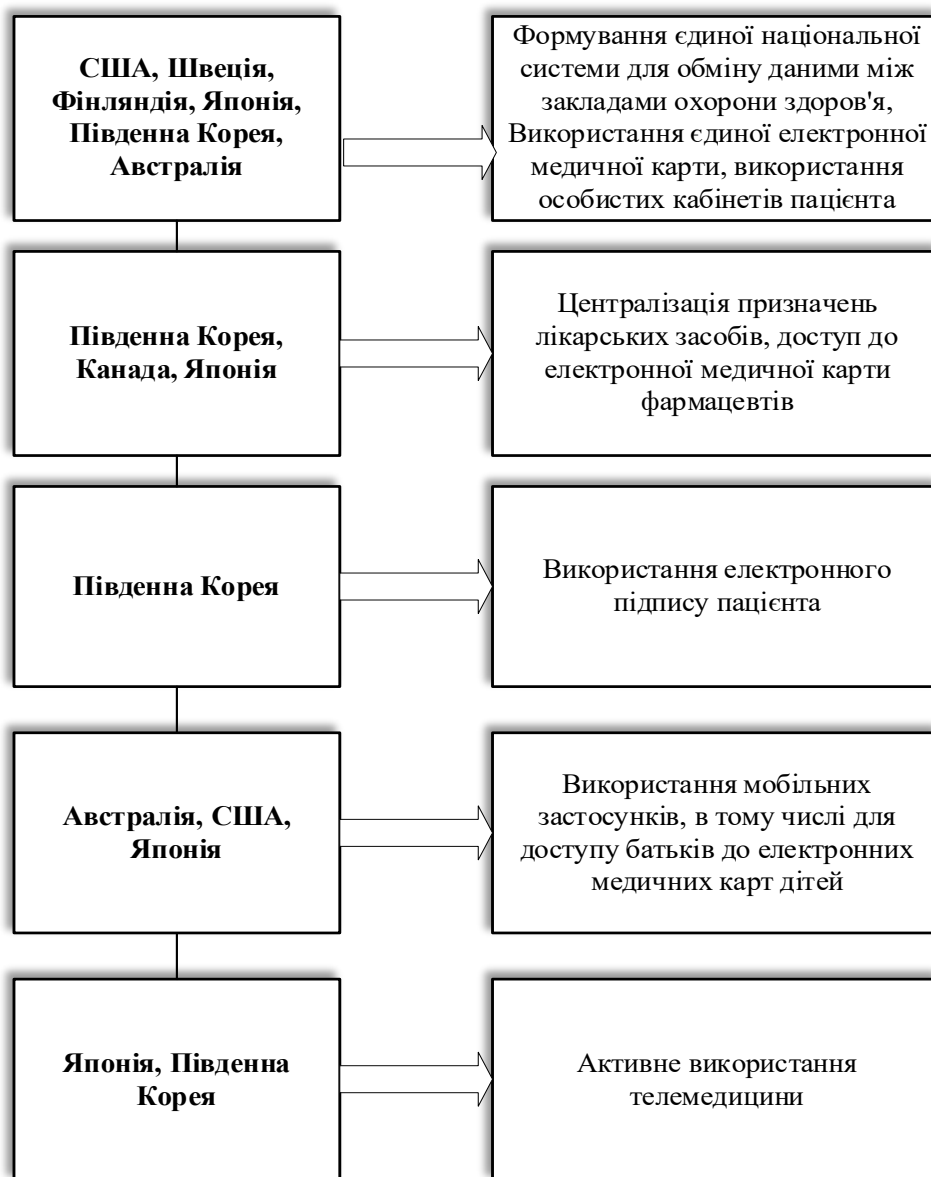 США, Швеція,
Фінляндія, Японія,
Південна Корея,
Австралія
Формування єдиної національної
системи для обміну даними між
закладами охорони здоров'я,
Використання єдиної електронної
медичної карти, використання
особистих кабінетів пацієнта
Південна Корея,
Канада, Японія
Централізація призначень
лікарських засобів, доступ до
електронної медичної карти
фармацевтів
Південна Корея
Використання електронного
підпису пацієнта
Австралія, США,
Японія
Використання мобільних
застосунків, в тому числі для
доступу батьків до електронних
медичних карт дітей
Японія, Південна
Корея
Активне використання
телемедицини